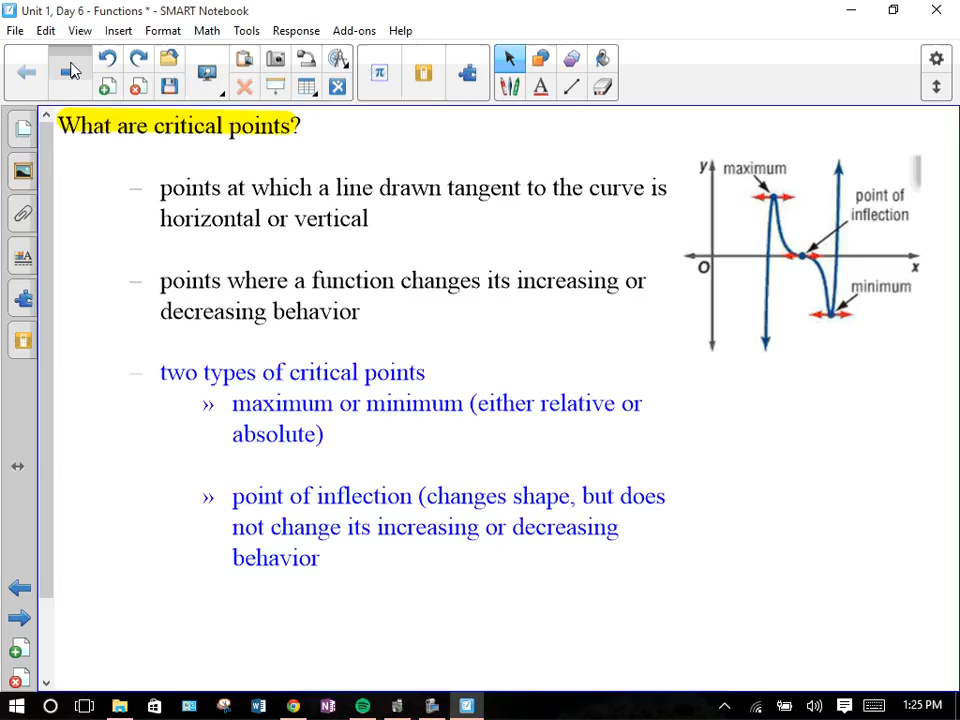 Unit 1, Day 6 - Functions * - SMART Notebook
File Edit View Insert Format Math Tools Response Add-ons Help
What are critical points?
– points at which a line drawn tangent to the curve is
horizontal or vertical
– points where a function changes its increasing or
decreasing behavior
– two types of critical points
» maximum or minimum (either relative or
absolute)
» point of inflection (changes shape, but does
not change its increasing or decreasing
behavior
y
maximum
point of
inflection
O
x
minimum
1:25 PM